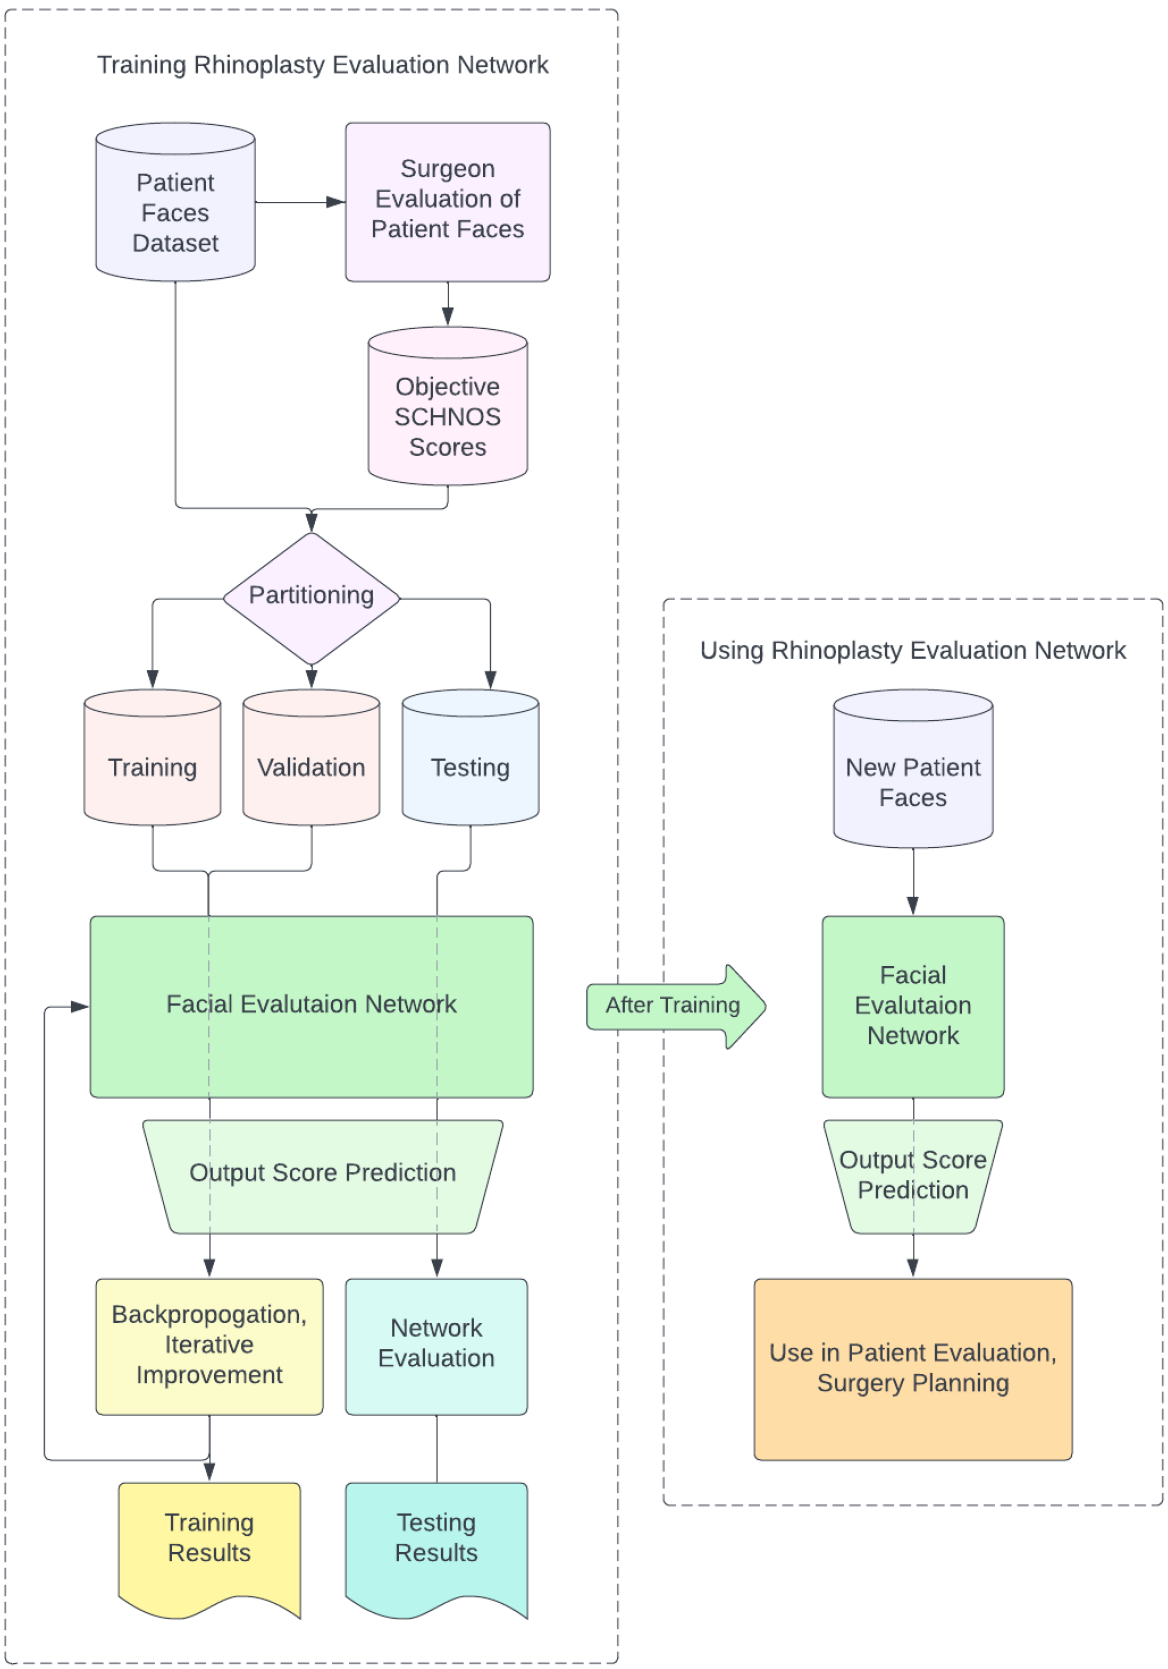 Training Rhinoplasty Evaluation Network
Patient
Faces
Dataset
Surgeon
Evaluation of
Patient Faces
Objective
SCHNOS
Scores
Partitioning
Training
Validation
Testing
Facial Evalutaion Network
Output Score Prediction
Backpropogation,
Iterative
Improvement
Network
Evaluation
Training
Results
Testing
Results
After Training
Using Rhinoplasty Evaluation Network
New Patient
Faces
Facial
Evalutaion
Network
Output Score
Prediction
Use in Patient Evaluation,
Surgery Planning